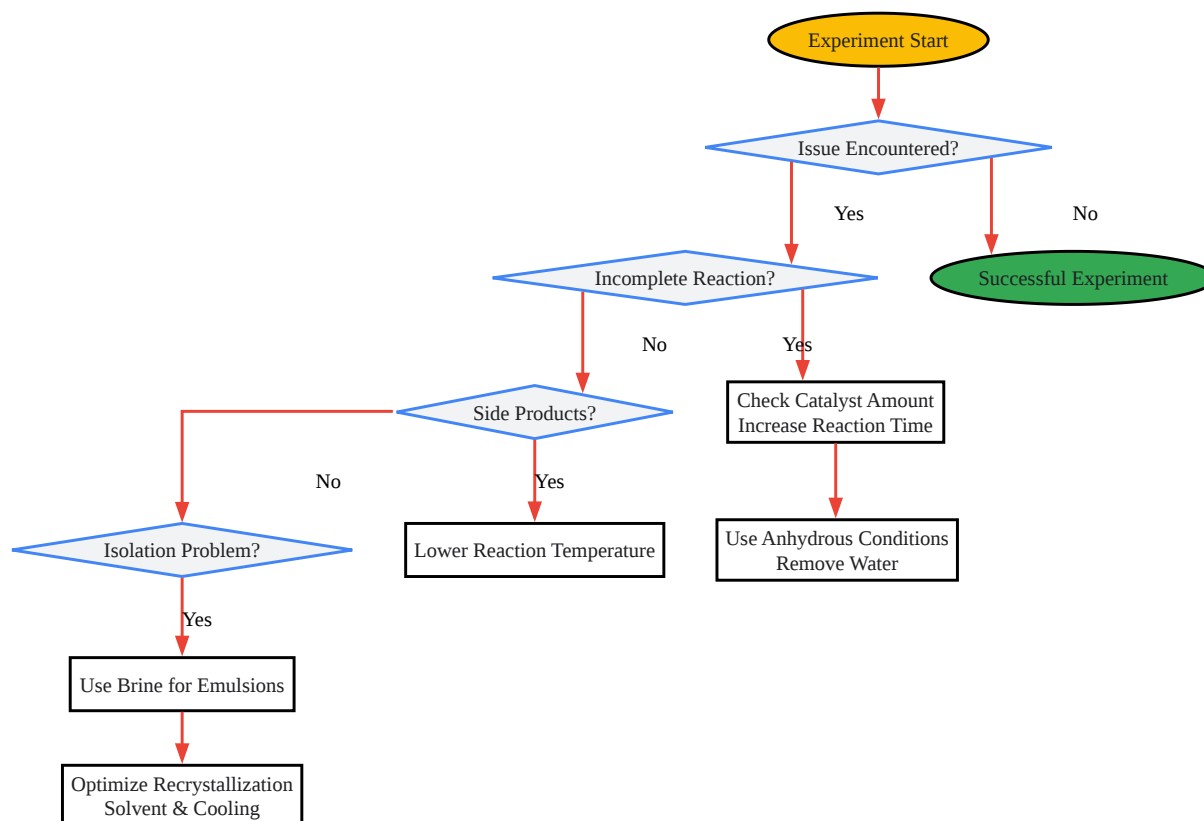 Experiment Start
Issue Encountered?
Yes
No
Incomplete Reaction?
Successful Experiment
No
Yes
Side Products?
Check Catalyst Amount
Increase Reaction Time
No
Yes
Isolation Problem?
Lower Reaction Temperature
Use Anhydrous Conditions
Remove Water
Yes
Use Brine for Emulsions
Optimize Recrystallization
Solvent & Cooling